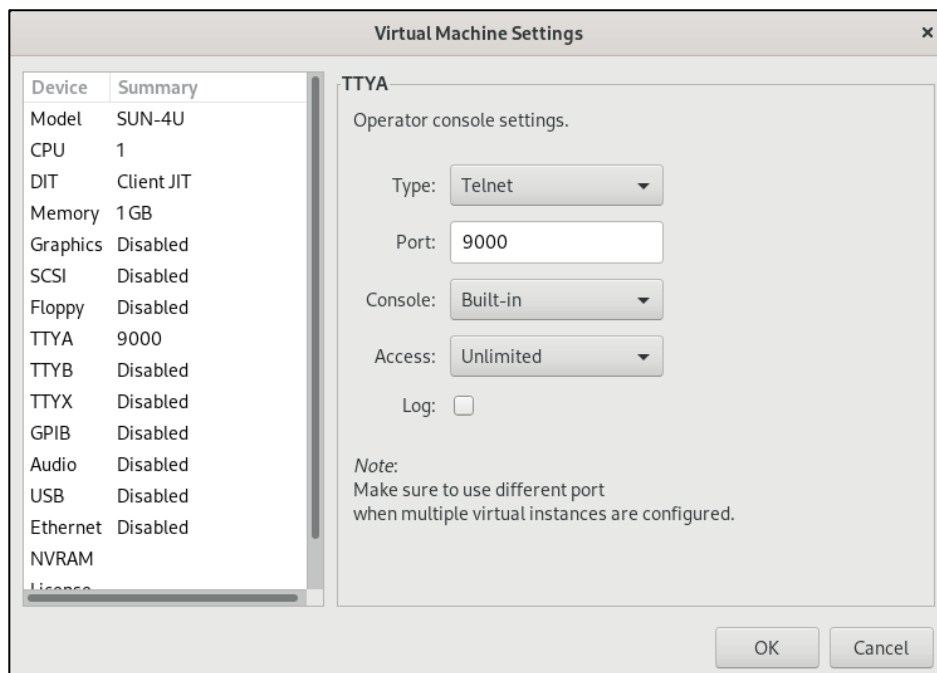 Virtual Machine Settings ×
Device Summary
Model SUN-4U
CPU 1
DIT Client JIT
Memory 1 GB
Graphics Disabled
SCSI Disabled
Floppy Disabled
TTYA 9000
TTYB Disabled
TTYX Disabled
GPIB Disabled
Audio Disabled
USB Disabled
Ethernet Disabled
NVRAM
License
TTYA
Operator console settings.
Type: Telnet
Port: 9000
Console: Built-in
Access: Unlimited
Log:
Note:
Make sure to use different port
when multiple virtual instances are configured.
OK Cancel